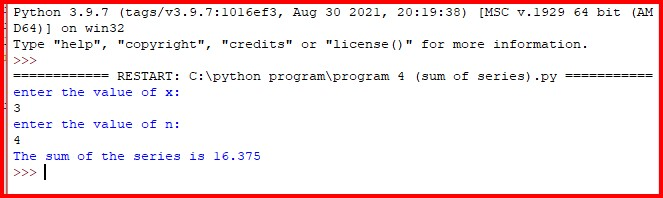 Python 3.9.7 (tags/v3.9.7:1016ef3, Aug 30 2021, 20:19:38) [MSC v.1929 64 bit (AM
D64)] on win32
Type "help", "copyright", "credits" or "license()" for more information.
>>>
============ RESTART: C:\python program\program 4 (sum of series).py ===========
enter the value of x:
3
enter the value of n:
4
The sum of the series is 16.375
>>>